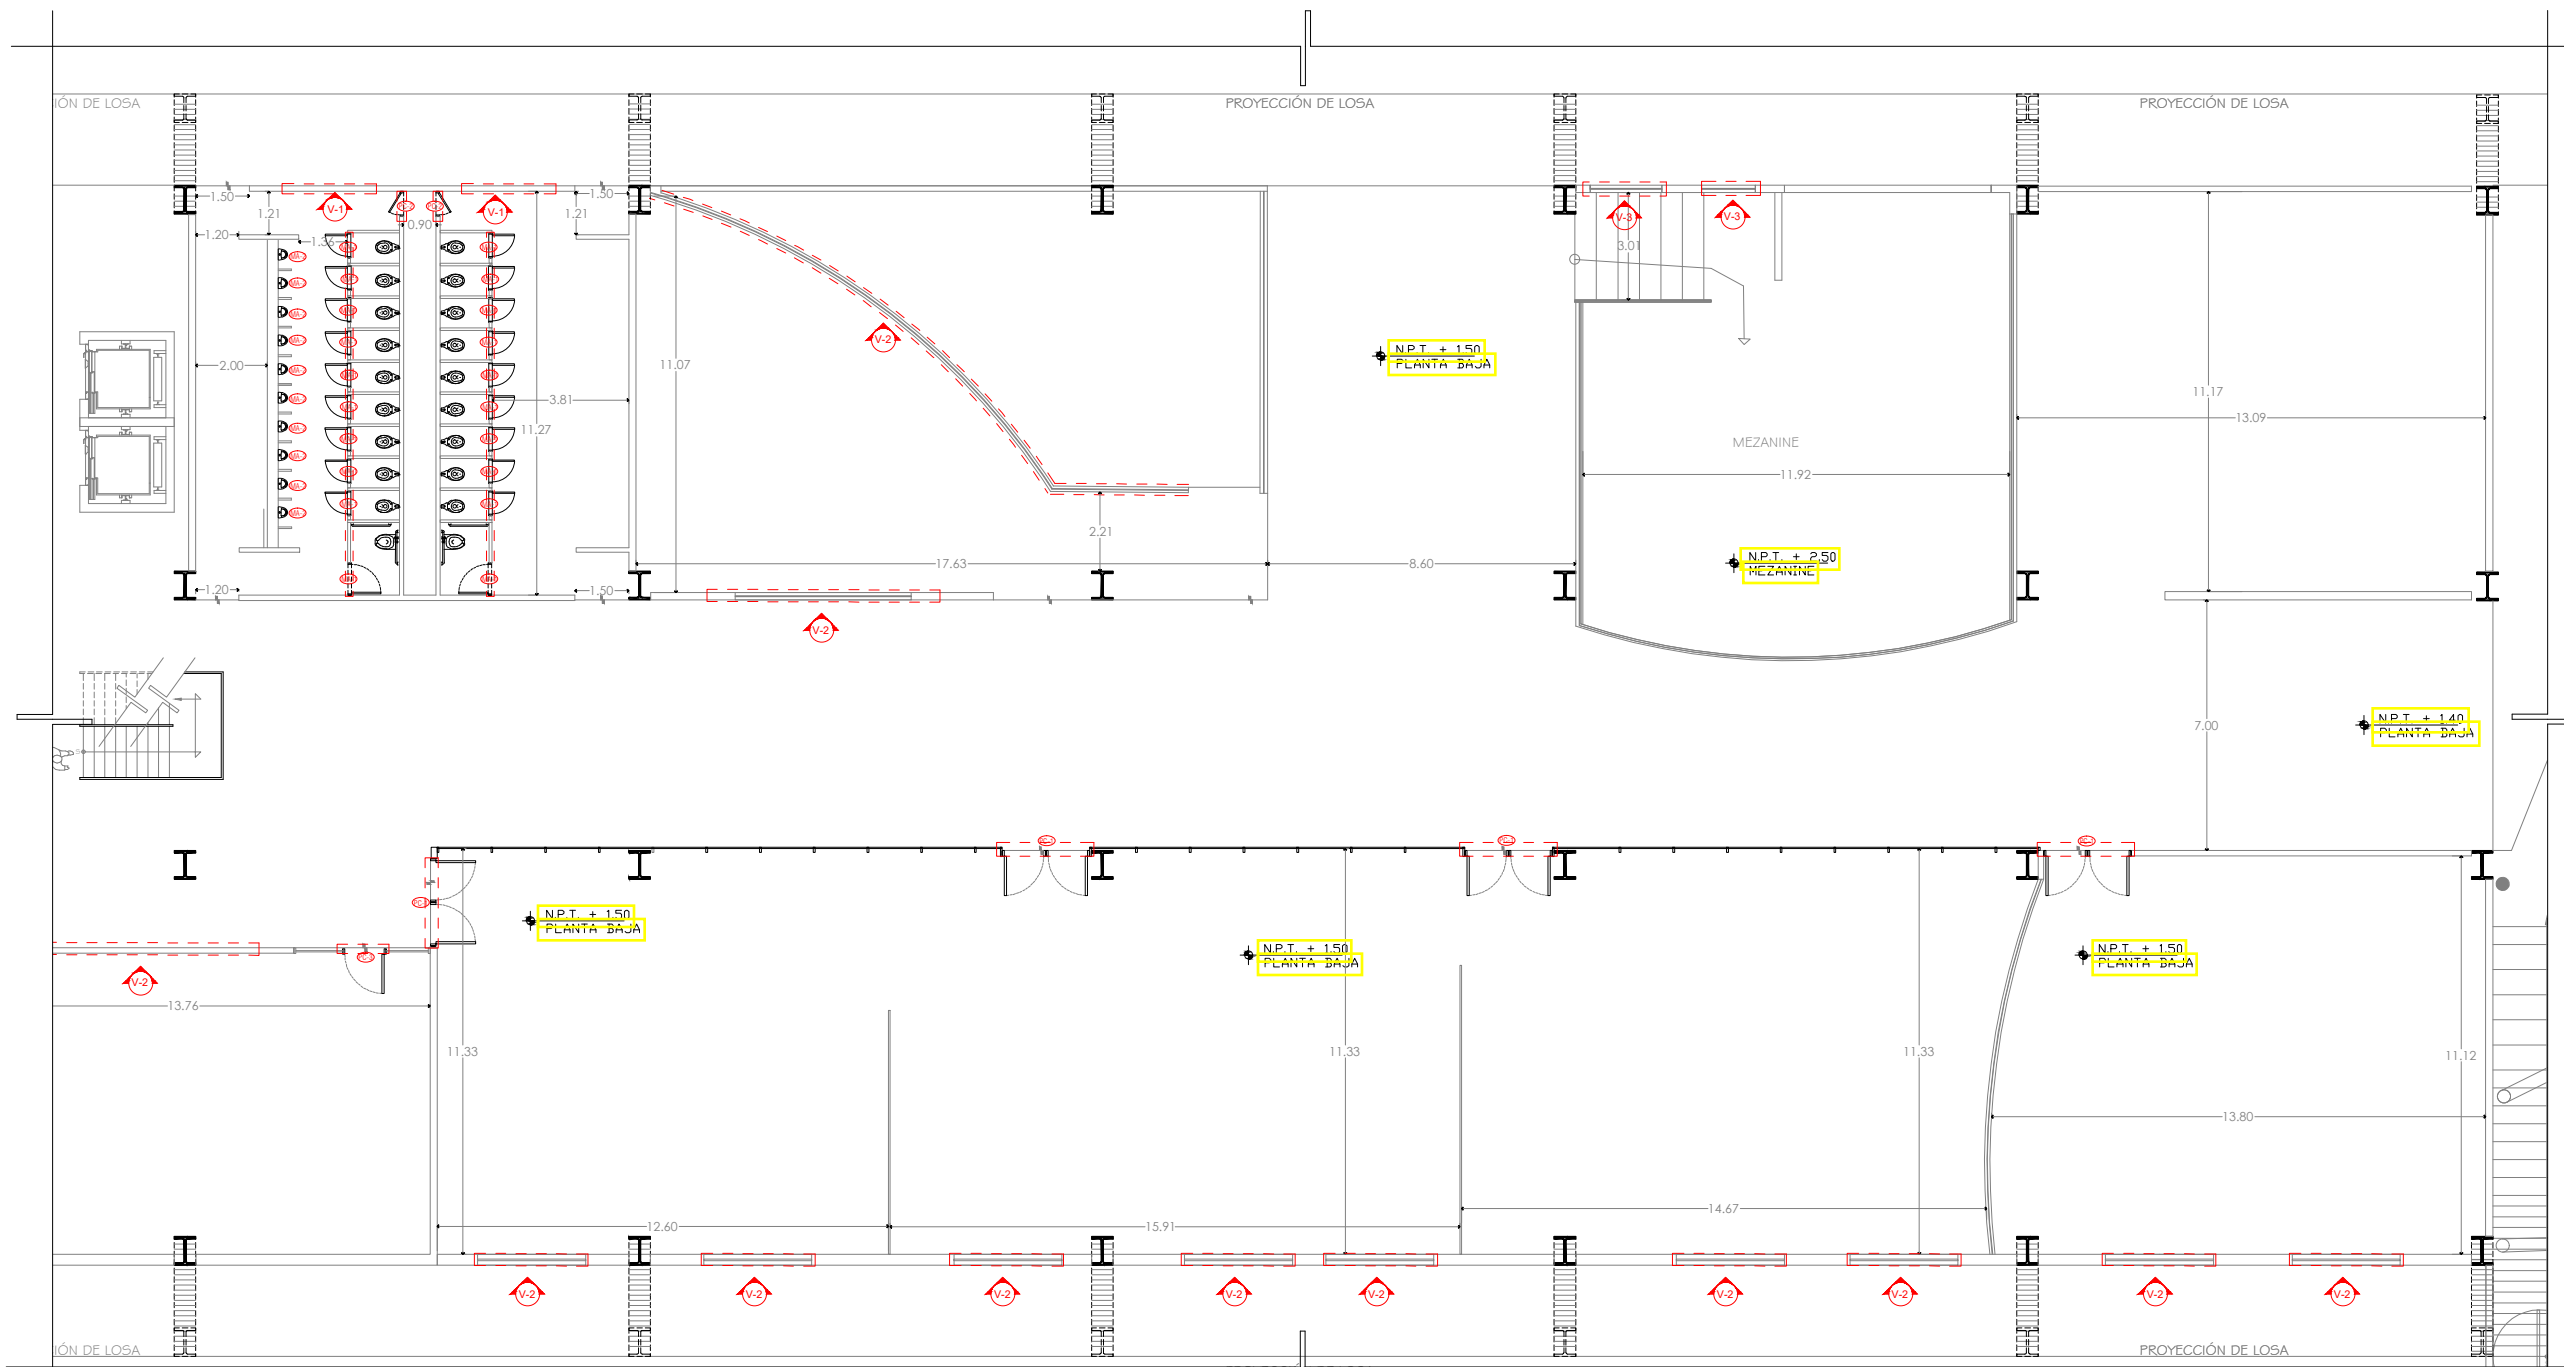 IÓN DE LOSA
PROYECCIÓN DE LOSA
PROYECCIÓN DE LOSA
1.50
V-1
V-1
1.50
1.21
1.21
0.90
1.20
1.36
V-3
V-3
3.01
V-2
N.P.T. + 1.50
PLANTA BAJA
2.00
11.07
3.81
11.27
11.17
13.09
MEZANINE
11.92
2.21
17.63
8.60
N.P.T. + 2.50
MEZANINE
1.20
1.50
V-2
7.00
N.P.T. + 1.40
PLANTA BAJA
N.P.T. + 1.50
PLANTA BAJA
N.P.T. + 1.50
PLANTA BAJA
N.P.T. + 1.50
PLANTA BAJA
V-2
13.76
11.33
11.33
11.33
11.12
13.80
12.60
15.91
14.67
V-2
V-2
V-2
V-2
V-2
V-2
V-2
V-2
V-2
IÓN DE LOSA
PROYECCIÓN DE LOSA